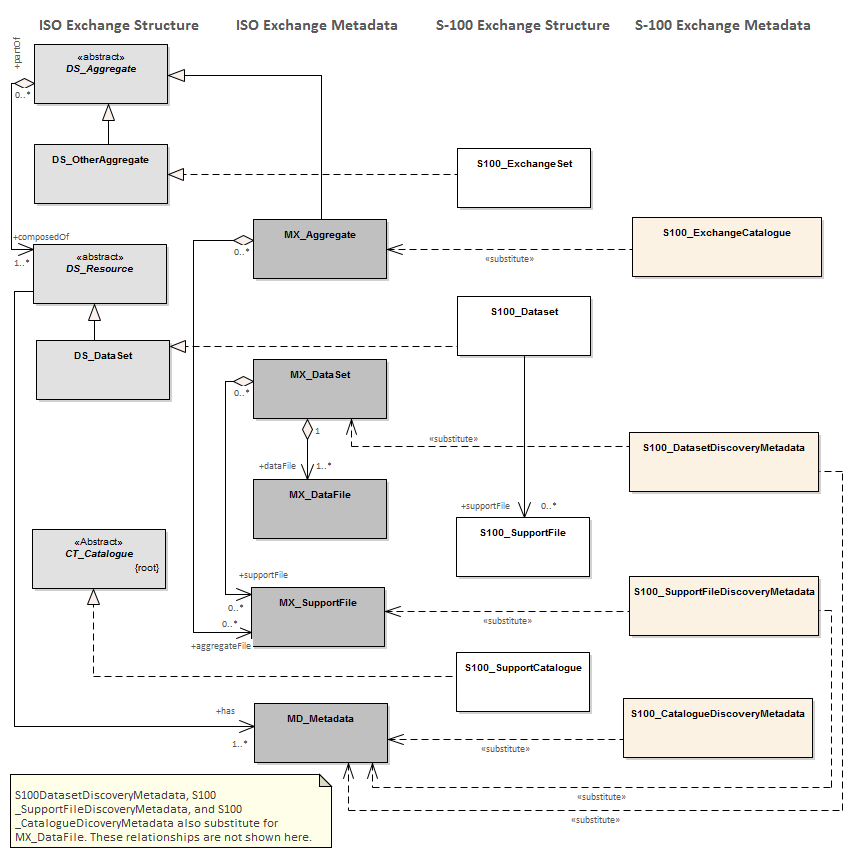 ISO Exchange Structure
ISO Exchange Metadata
S-100 Exchange Structure
S-100 Exchange Metadata
+partOf
«abstract»
DS_Aggregate
0..*
DS_OtherAggregate
S100_ExchangeSet
+composedOf
1..*
«abstract»
DS_Resource
MX_Aggregate
0..*
«substitute»
S100_ExchangeCatalogue
S100_Dataset
DS_DataSet
MX_DataSet
0..*
1
«substitute»
S100_DatasetDiscoveryMetadata
+dataFile
1..*
MX_DataFile
+supportFile
0..*
S100_SupportFile
«Abstract»
CT_Catalogue
{root}
+supportFile
0..*
MX_SupportFile
0..*
+aggregateFile
«substitute»
S100_SupportFileDiscoveryMetadata
S100_SupportCatalogue
+has
1..*
MD_Metadata
«substitute»
S100_CatalogueDiscoveryMetadata
«substitute»
«substitute»
S100DatasetDiscoveryMetadata, S100
_SupportFileDiscoveryMetadata, and S100
_CatalogueDicoveryMetadata also substitute for
MX_DataFile. These relationships are not shown here.